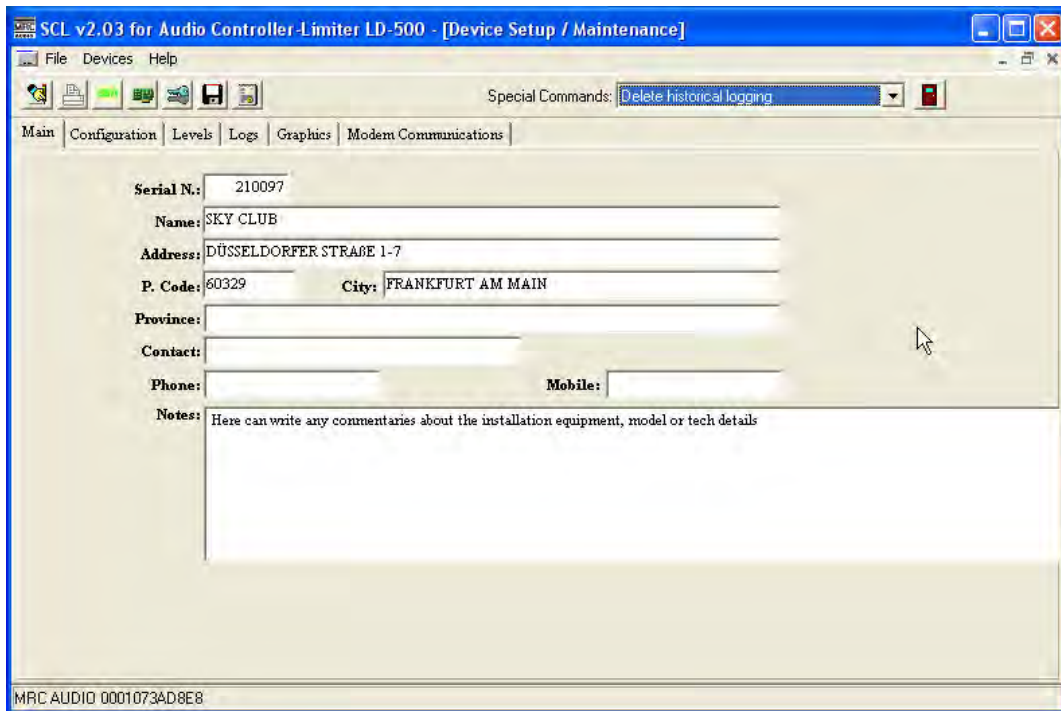 SCL v2.03 for Audio Controller-Limiter LD-500 - [Device Setup / Maintenance]
File Devices Help
Special Commands: Delete historical logging
Main Configuration Levels Logs Graphics Modem Communications
Serial N.: 210097
Name: SKY CLUB
Address: DÜSSELDORFER STRAßE 1-7
P. Code: 60329 City: FRANKFURT AM MAIN
Province:
Contact:
Phone: Mobile:
Notes: Here can write any commentaries about the installation equipment, model or tech details
MRC AUDIO 0001073AD8E8